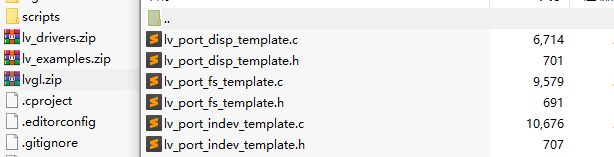 scripts
lv_drivers.zip
lv_examples.zip
lvgl.zip
.cproject
.editorconfig
.gitignore
..
lv_port_disp_template.c 6,714
lv_port_disp_template.h 701
lv_port_fs_template.c 9,579
lv_port_fs_template.h 691
lv_port_indev_template.c 10,676
lv_port_indev_template.h 707